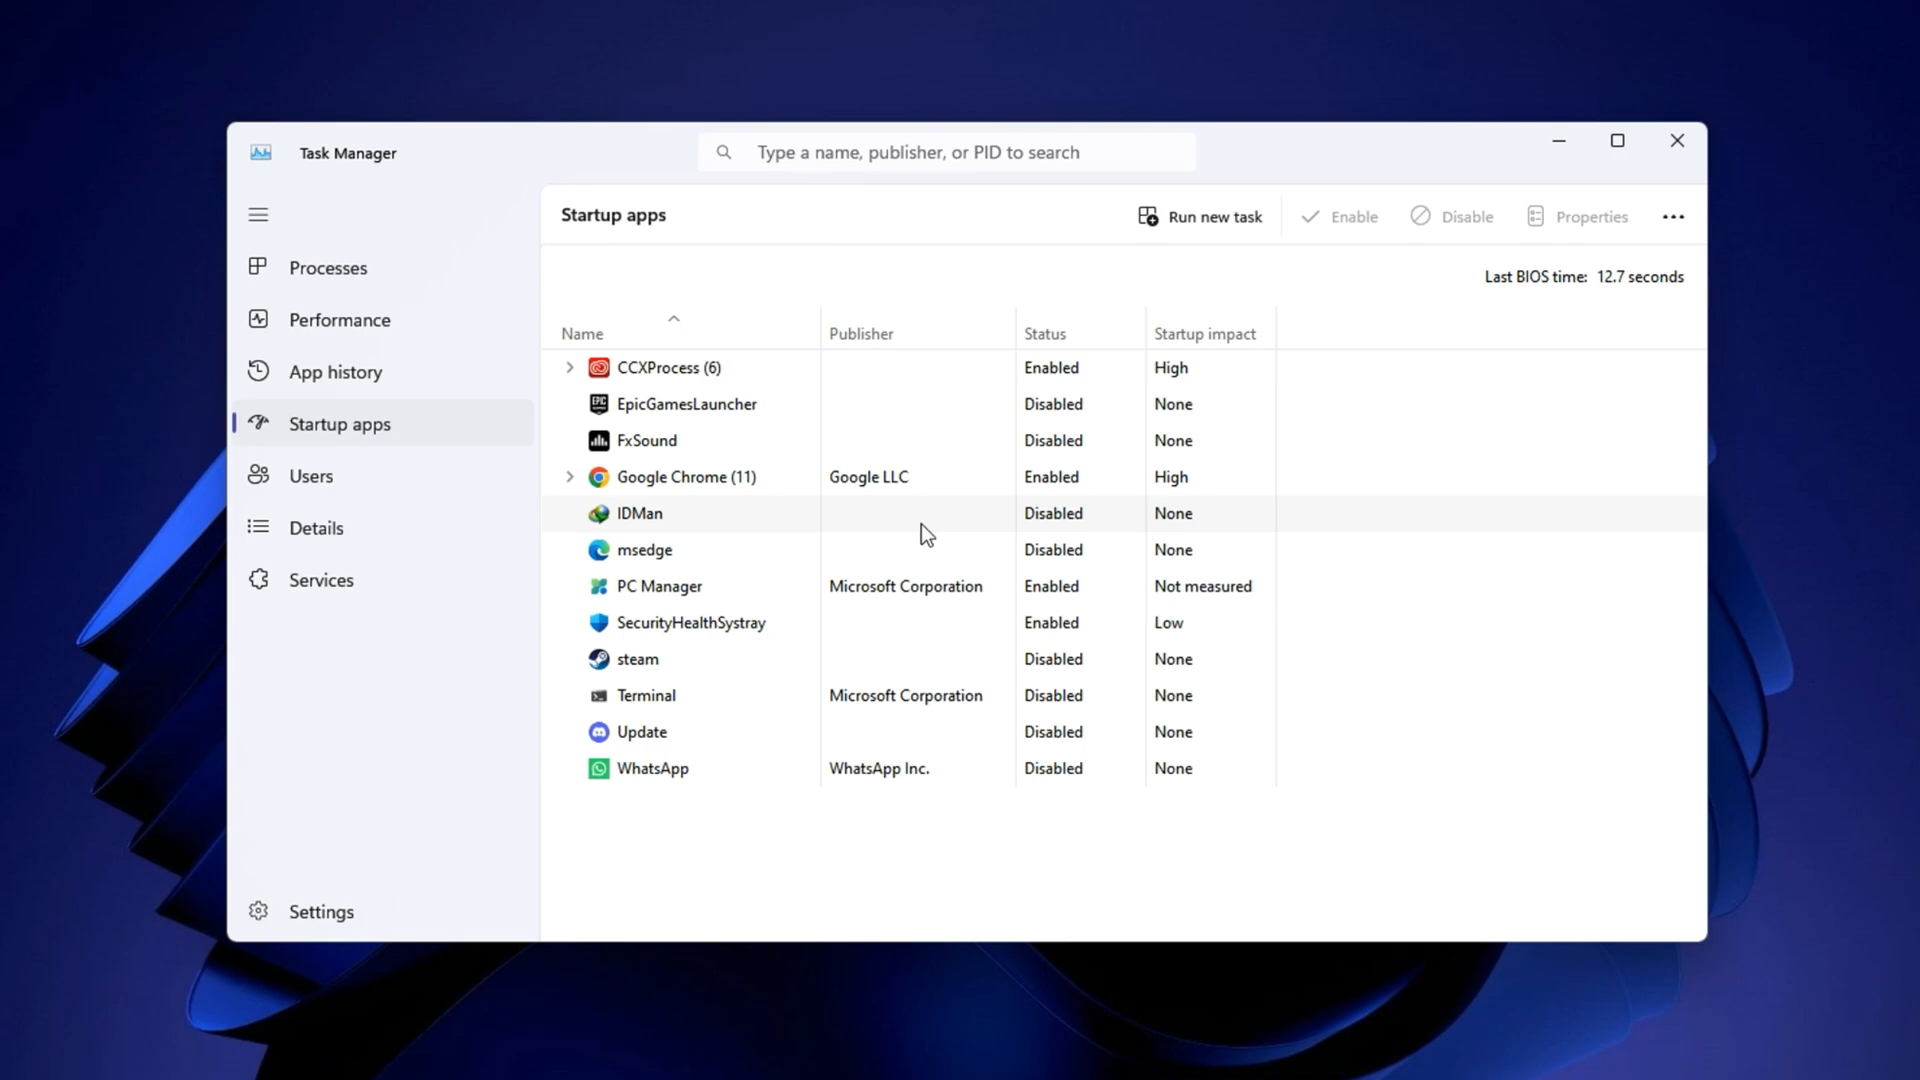 Task Manager
Type a name, publisher, or PID to search
Startup apps
Run new task
Enable
Disable
Properties
Last BIOS time: 12.7 seconds
Processes
Performance
App history
Startup apps
Users
Details
Services
Settings
Name Publisher Status Startup impact
CCXProcess (6) Enabled High
EpicGamesLauncher Disabled None
FxSound Disabled None
Google Chrome (11) Google LLC Enabled High
IDMan Disabled None
msedge Disabled None
PC Manager Microsoft Corporation Enabled Not measured
SecurityHealthSystray Enabled Low
steam Disabled None
Terminal Microsoft Corporation Disabled None
Update Disabled None
WhatsApp WhatsApp Inc. Disabled None